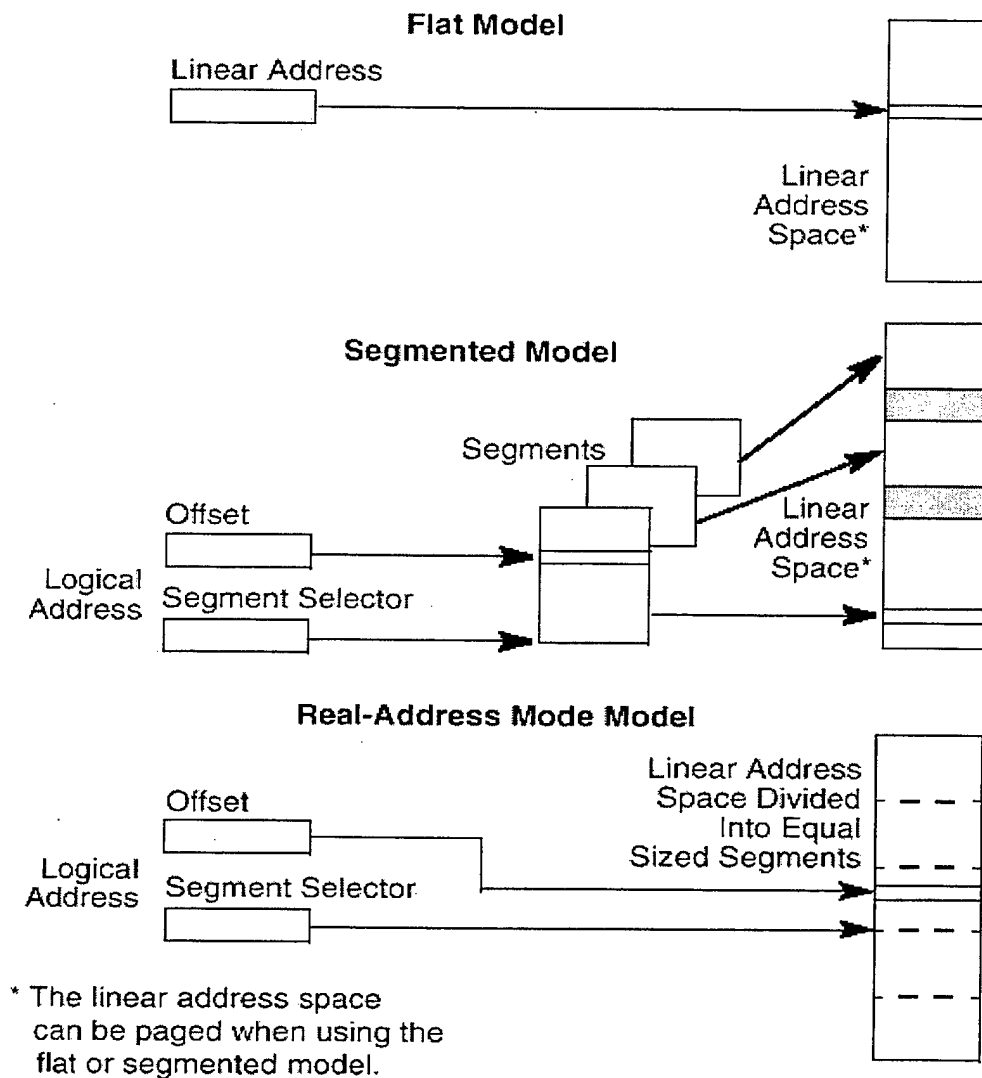 Flat Model
Linear Address
Linear
Address
Space*
Segmented Model
Segments
Offset
Logical
Address
Segment Selector
Linear
Address
Space*
Real-Address Mode Model
Offset
Logical
Address
Segment Selector
Linear Address
Space Divided
Into Equal
Sized Segments
* The linear address space
can be paged when using the
flat or segmented model.